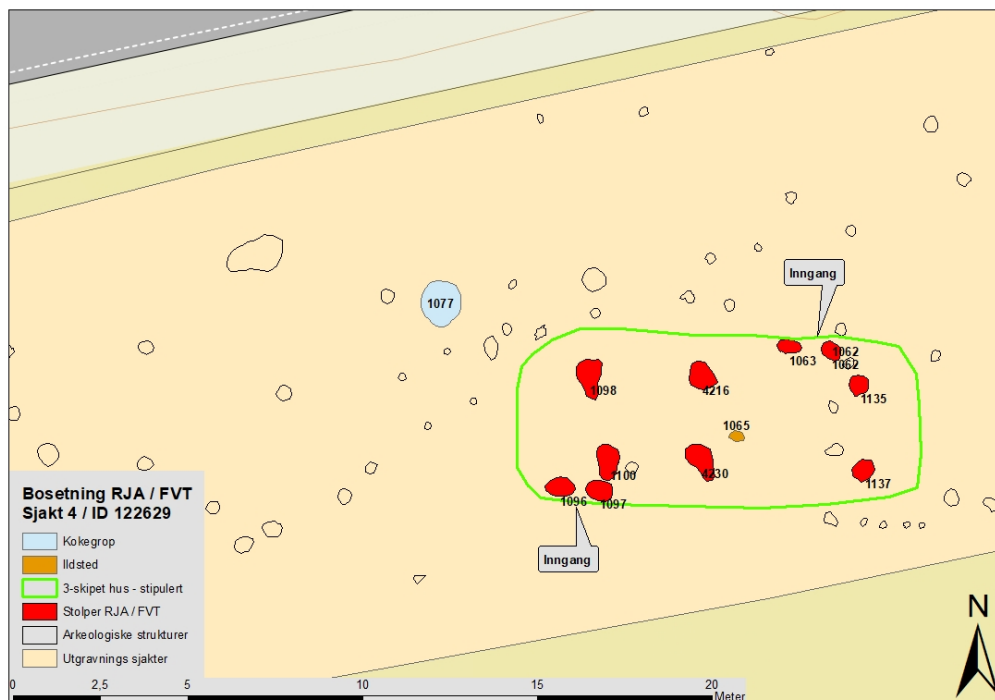 Inngang
1077
1063
1062
1062
1098
4216
1135
1065
1100
4230
1137
1096
1097
Inngang
Bosetning RJA / FVT
Sjakt 4 / ID 122629
Kokegrop
Ildsted
3-skipet hus - stipulert
Stolper RJA / FVT
Arkeologiske strukturer
Utgravnings sjakter
N
0 2,5 5 10 15 20
Meter